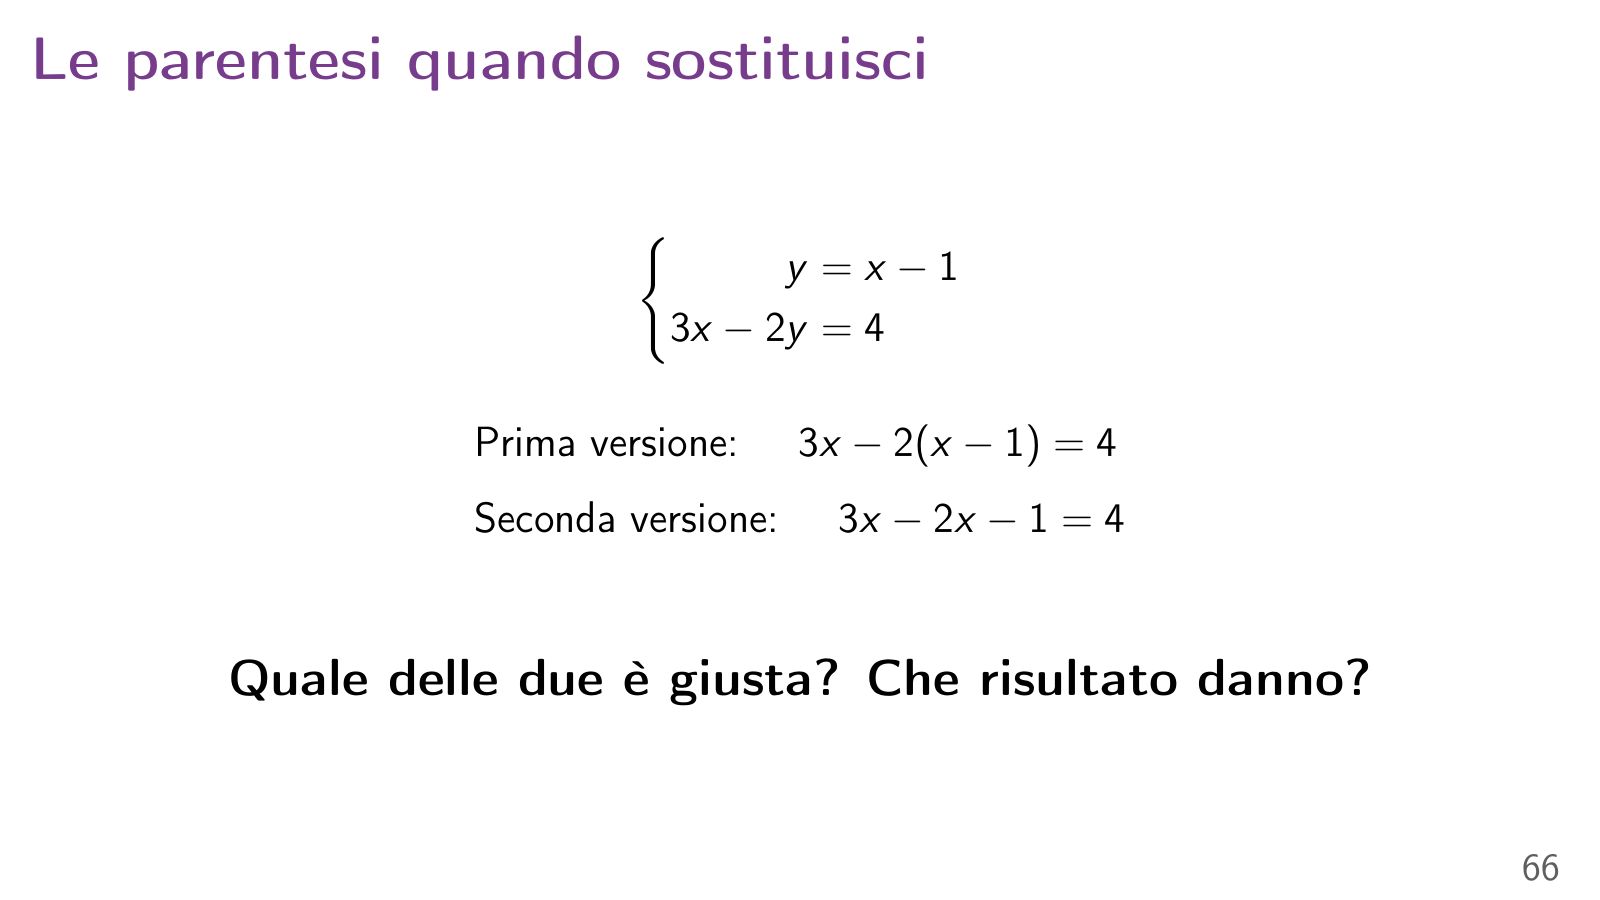 Le parentesi quando sostituisci
y = x − 1
3x − 2y = 4
Prima versione: 3x − 2(x − 1) = 4
Seconda versione: 3x − 2x − 1 = 4
Quale delle due è giusta? Che risultato danno?
66